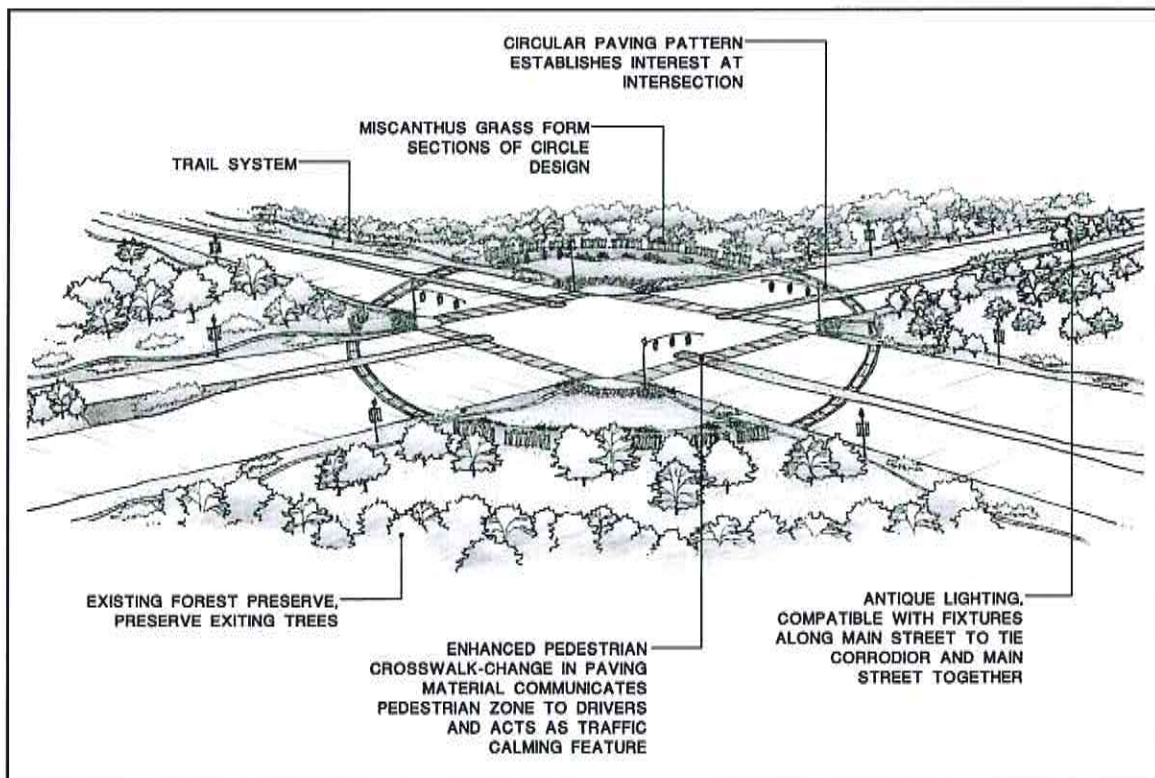 CIRCULAR PAVING PATTERN
ESTABLISHES INTEREST AT
INTERSECTION
MISCANTHUS GRASS FORM
SECTIONS OF CIRCLE
DESIGN
TRAIL SYSTEM
EXISTING FOREST PRESERVE,
PRESERVE EXITING TREES
ENHANCED PEDESTRIAN
CROSSWALK-CHANGE IN PAVING
MATERIAL COMMUNICATES
PEDESTRIAN ZONE TO DRIVERS
AND ACTS AS TRAFFIC
CALMING FEATURE
ANTIQUE LIGHTING,
COMPATIBLE WITH FIXTURES
ALONG MAIN STREET TO TIE
CORRODIOR AND MAIN
STREET TOGETHER